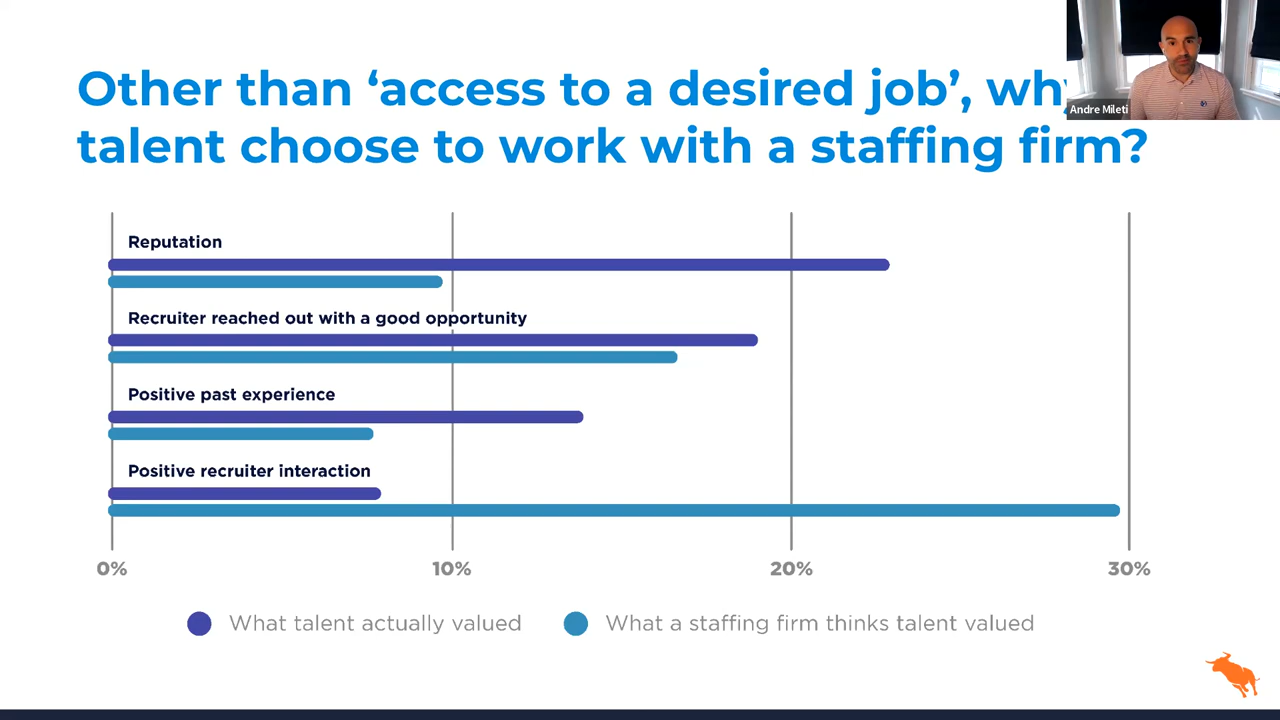 Other than ‘access to a desired job’, why
talent choose to work with a staffing firm?
Andre Mileti
Reputation
Recruiter reached out with a good opportunity
Positive past experience
Positive recruiter interaction
0%
10%
20%
30%
What talent actually valued
What a staffing firm thinks talent valued